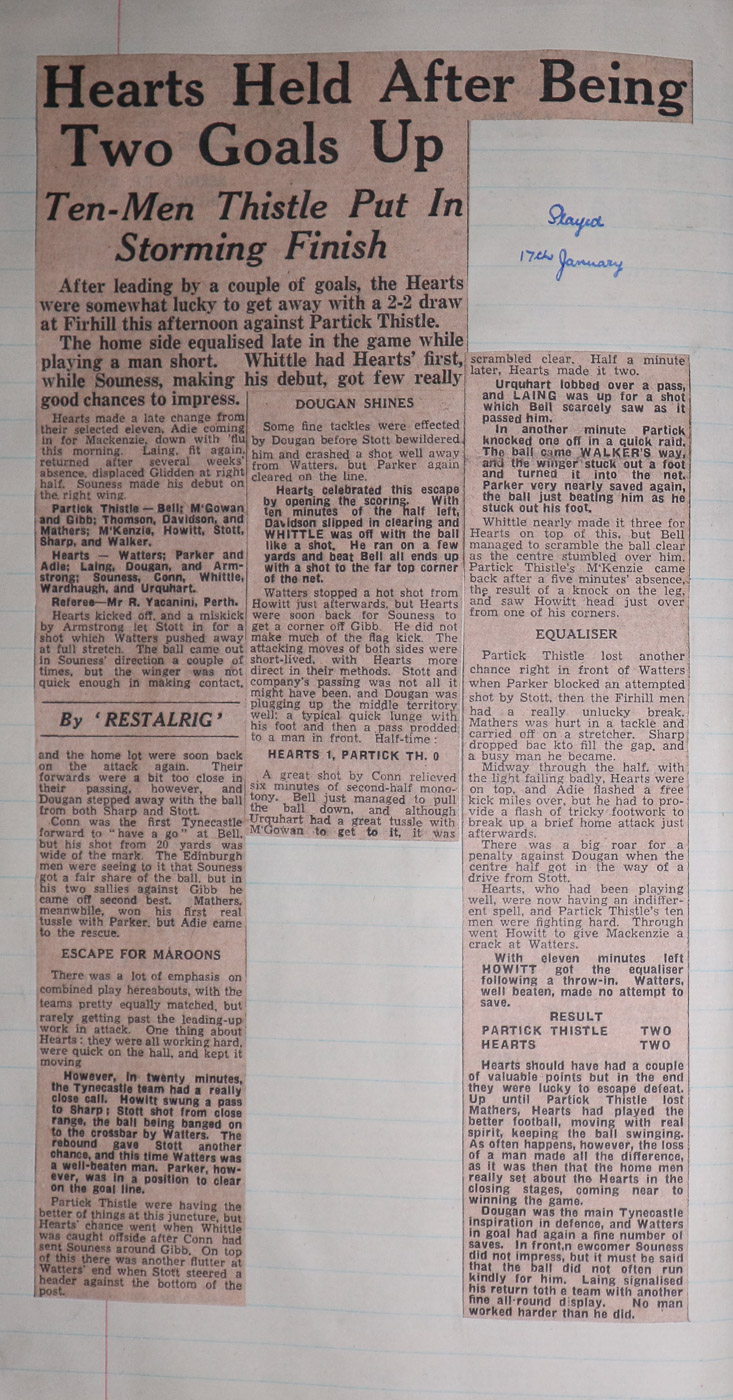 Hearts Held After Being
Two Goals Up
Ten-Men Thistle Put In
Storming Finish
Played
17th January
After leading by a couple of goals, the Hearts
were somewhat lucky to get away with a 2-2 draw
at Firhill this afternoon against Partick Thistle.
The home side equalised late in the game while
playing a man short. Whittle had Hearts' first,
while Souness, making his debut, got few really
good chances to impress.
Hearts made a late change from
their selected eleven, Adie coming
in for Mackenzie, down with 'flu
this morning. Laing, fit again,
returned after several weeks'
absence, displaced Glidden at right
half. Souness made his debut on
the right wing.
Partick Thistle — Bell; M'Gowan
and Gibb; Thomson, Davidson, and
Mathers; M'Kenzie, Howitt, Stott,
Sharp, and Walker.
Hearts — Watters; Parker and
Adie; Laing, Dougan, and Arm-
strong; Souness, Conn, Whittle,
Wardhaugh, and Urquhart.
Referee—Mr R. Yacanini, Perth.
Hearts kicked off, and a miskick
by Armstrong let Stott in for a
shot which Watters pushed away
at full stretch. The ball came out
in Souness' direction a couple of
times, but the winger was not
quick enough in making contact,
By 'RESTALRIG'
and the home lot were soon back
on the attack again. Their
forwards were a bit too close in
their passing, however, and
Dougan stepped away with the ball
from both Sharp and Stott.
Conn was the first Tynecastle
forward to "have a go" at Bell,
but his shot from 20 yards was
wide of the mark. The Edinburgh
men were seeing to it that Souness
got a fair share of the ball, but in
his two sallies against Gibb he
came off second best. Mathers,
meanwhile, won his first real
tussle with Parker, but Adie came
to the rescue.
ESCAPE FOR MAROONS
There was a lot of emphasis on
combined play hereabouts, with the
teams pretty equally matched, but
rarely getting past the leading-up
work in attack. One thing about
Hearts: they were all working hard,
were quick on the hall, and kept it
moving
However, in twenty minutes,
the Tynecastle team had a really
close call. Howitt swung a pass
to Sharp; Stott shot from close
range, the ball being banged on
to the crossbar by Watters. The
rebound gave Stott another
chance, and this time Watters was
a well-beaten man. Parker, how-
ever, was in a position to clear
on the goal line.
Partick Thistle were having the
better of things at this juncture, but
Hearts' chance went when Whittle
was caught offside after Conn had
sent Souness around Gibb. On top
of this there was another flutter at
Watters' end when Stott steered a
header against the bottom of the
post.
DOUGAN SHINES
Some fine tackles were effected
by Dougan before Stott bewildered
him and crashed a shot well away
from Watters, but Parker again
cleared on the line.
Hearts celebrated this escape
by opening the scoring. With
ten minutes of the half left,
Davidson slipped in clearing and
WHITTLE was off with the ball
like a shot. He ran on a few
yards and beat Bell all ends up
with a shot to the far top corner
of the net.
Watters stopped a hot shot from
Howitt just afterwards, but Hearts
were soon back for Souness to
get a corner off Gibb. He did not
make much of the flag kick. The
attacking moves of both sides were
short-lived, with Hearts more
direct in their methods. Stott and
company's passing was not all it
might have been, and Dougan was
plugging up the middle territory
well; a typical quick lunge with
his foot and then a pass prodded
to a man in front. Half-time:
HEARTS 1, PARTICK TH. 0
A great shot by Conn relieved
six minutes of second-half mono-
tony. Bell just managed to pull
the ball down, and although
Urquhart had a great tussle with
M'Gowan to get to it, it was
scrambled clear. Half a minute
later, Hearts made it two.
Urquhart lobbed over a pass,
and LAING was up for a shot
which Bell scarcely saw as it
passed him.
In another minute Partick
knocked one off in a quick raid.
The ball came WALKER'S way,
and the winger stuck out a foot
and turned it into the net.
Parker very nearly saved again,
the ball just beating him as he
stuck out his foot.
Whittle nearly made it three for
Hearts on top of this, but Bell
managed to scramble the ball clear
as the centre stumbled over him.
Partick Thistle's M'Kenzie came
back after a five minutes' absence,
the result of a knock on the leg,
and saw Howitt head just over
from one of his corners.
EQUALISER
Partick Thistle lost another
chance right in front of Watters
when Parker blocked an attempted
shot by Stott, then the Firhill men
had a really unlucky break.
Mathers was hurt in a tackle and
carried off on a stretcher. Sharp
dropped bac kto fill the gap, and
a busy man he became.
Midway through the half, with
the light failing badly, Hearts were
on top, and Adie flashed a free
kick miles over, but he had to pro-
vide a flash of tricky footwork to
break up a brief home attack just
afterwards.
There was a big roar for a
penalty against Dougan when the
centre half got in the way of a
drive from Stott.
Hearts, who had been playing
well, were now having an indiffer-
ent spell, and Partick Thistle's ten
men were fighting hard. Through
went Howitt to give Mackenzie a
crack at Watters.
With eleven minutes left
HOWITT got the equaliser
following a throw-in. Watters,
well beaten, made no attempt to
save.
RESULT
PARTICK THISTLE TWO
HEARTS TWO
Hearts should have had a couple
of valuable points but in the end
they were lucky to escape defeat.
Up until Partick Thistle lost
Mathers, Hearts had played the
better football, moving with real
spirit, keeping the ball swinging.
As often happens, however, the loss
of a man made all the difference,
as it was then that the home men
really set about the Hearts in the
closing stages, coming near to
winning the game.
Dougan was the main Tynecastle
inspiration in defence, and Watters
in goal had again a fine number of
saves. In front,n ewcomer Souness
did not impress, but it must be said
that the ball did not often run
kindly for him. Laing signalised
his return toth e team with another
fine all-round display. No man
worked harder than he did.